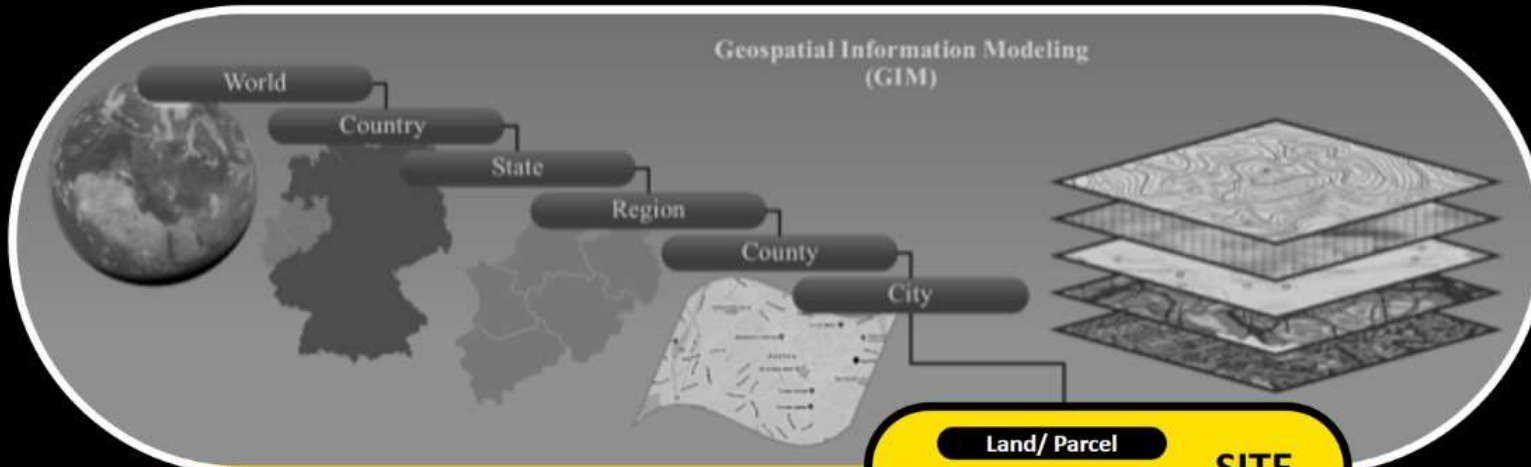 Geospatial Information Modeling
(GIM)
World
Country
State
Region
County
City
Land/ Parcel
SITE